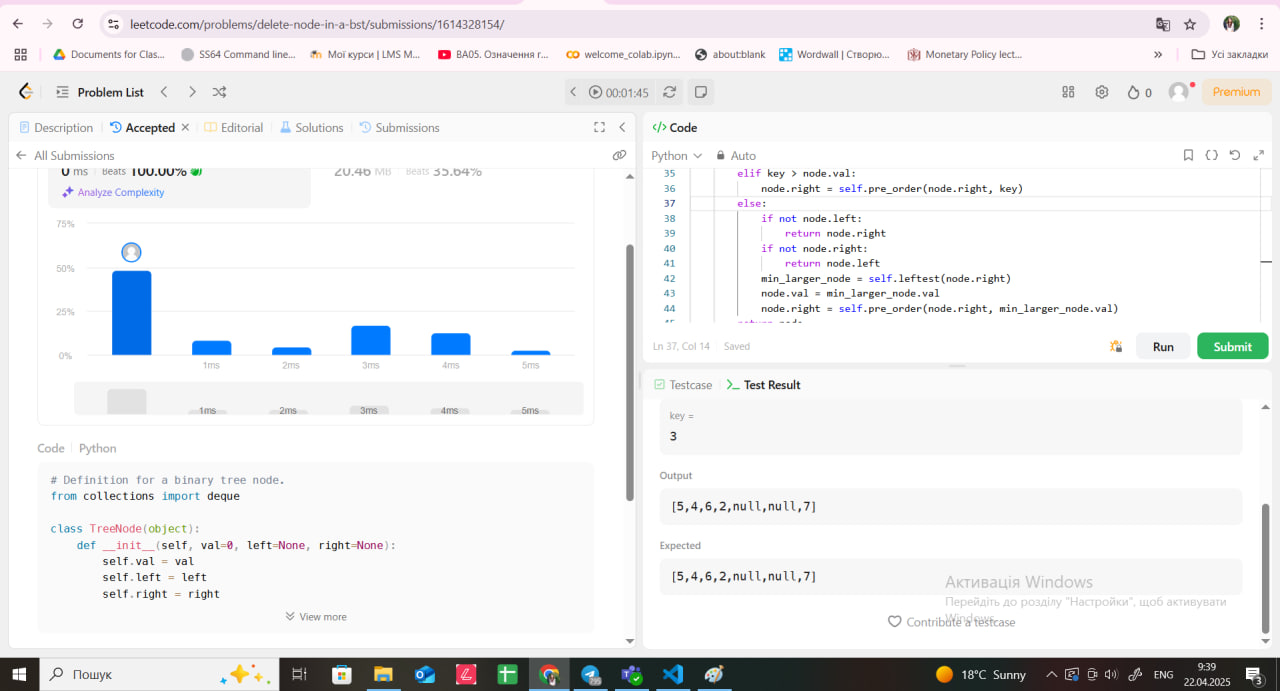 leetcode.com/problems/delete-node-in-a-bst/submissions/1614328154/
Documents for Clas...
SS64 Command line...
Мої курси | LMS M...
BA05. Означення г...
welcome_colab.ipyn...
about:blank
Wordwall | Створю...
Monetary Policy lect...
»
Усі закладки
Problem List
00:01:45
0
Premium
Description
Accepted
Editorial
Solutions
Submissions
All Submissions
0 ms
Beats
100.00%
20.46 MB
Beats
35.64%
Analyze Complexity
75%
50%
25%
0%
1ms
2ms
3ms
4ms
5ms
1ms
2ms
3ms
4ms
5ms
Code
Python
# Definition for a binary tree node.
from collections import deque
class TreeNode(object):
def __init__(self, val=0, left=None, right=None):
self.val = val
self.left = left
self.right = right
View more
</> Code
Python
Auto
35 elif key > node.val:
36 node.right = self.pre_order(node.right, key)
37 else:
38 if not node.left:
39 return node.right
40 if not node.right:
41 return node.left
42 min_larger_node = self.leftest(node.right)
43 node.val = min_larger_node.val
44 node.right = self.pre_order(node.right, min_larger_node.val)
45 return node
Ln 37, Col 14
Saved
Run
Submit
Testcase
Test Result
key =
3
Output
[5,4,6,2,null,null,7]
Expected
[5,4,6,2,null,null,7]
Активація Windows
Перейдіть до розділу "Настройки", щоб активувати
Windows.
Contribute a testcase
Пошук
18°C Sunny
ENG
9:39
22.04.2025
3